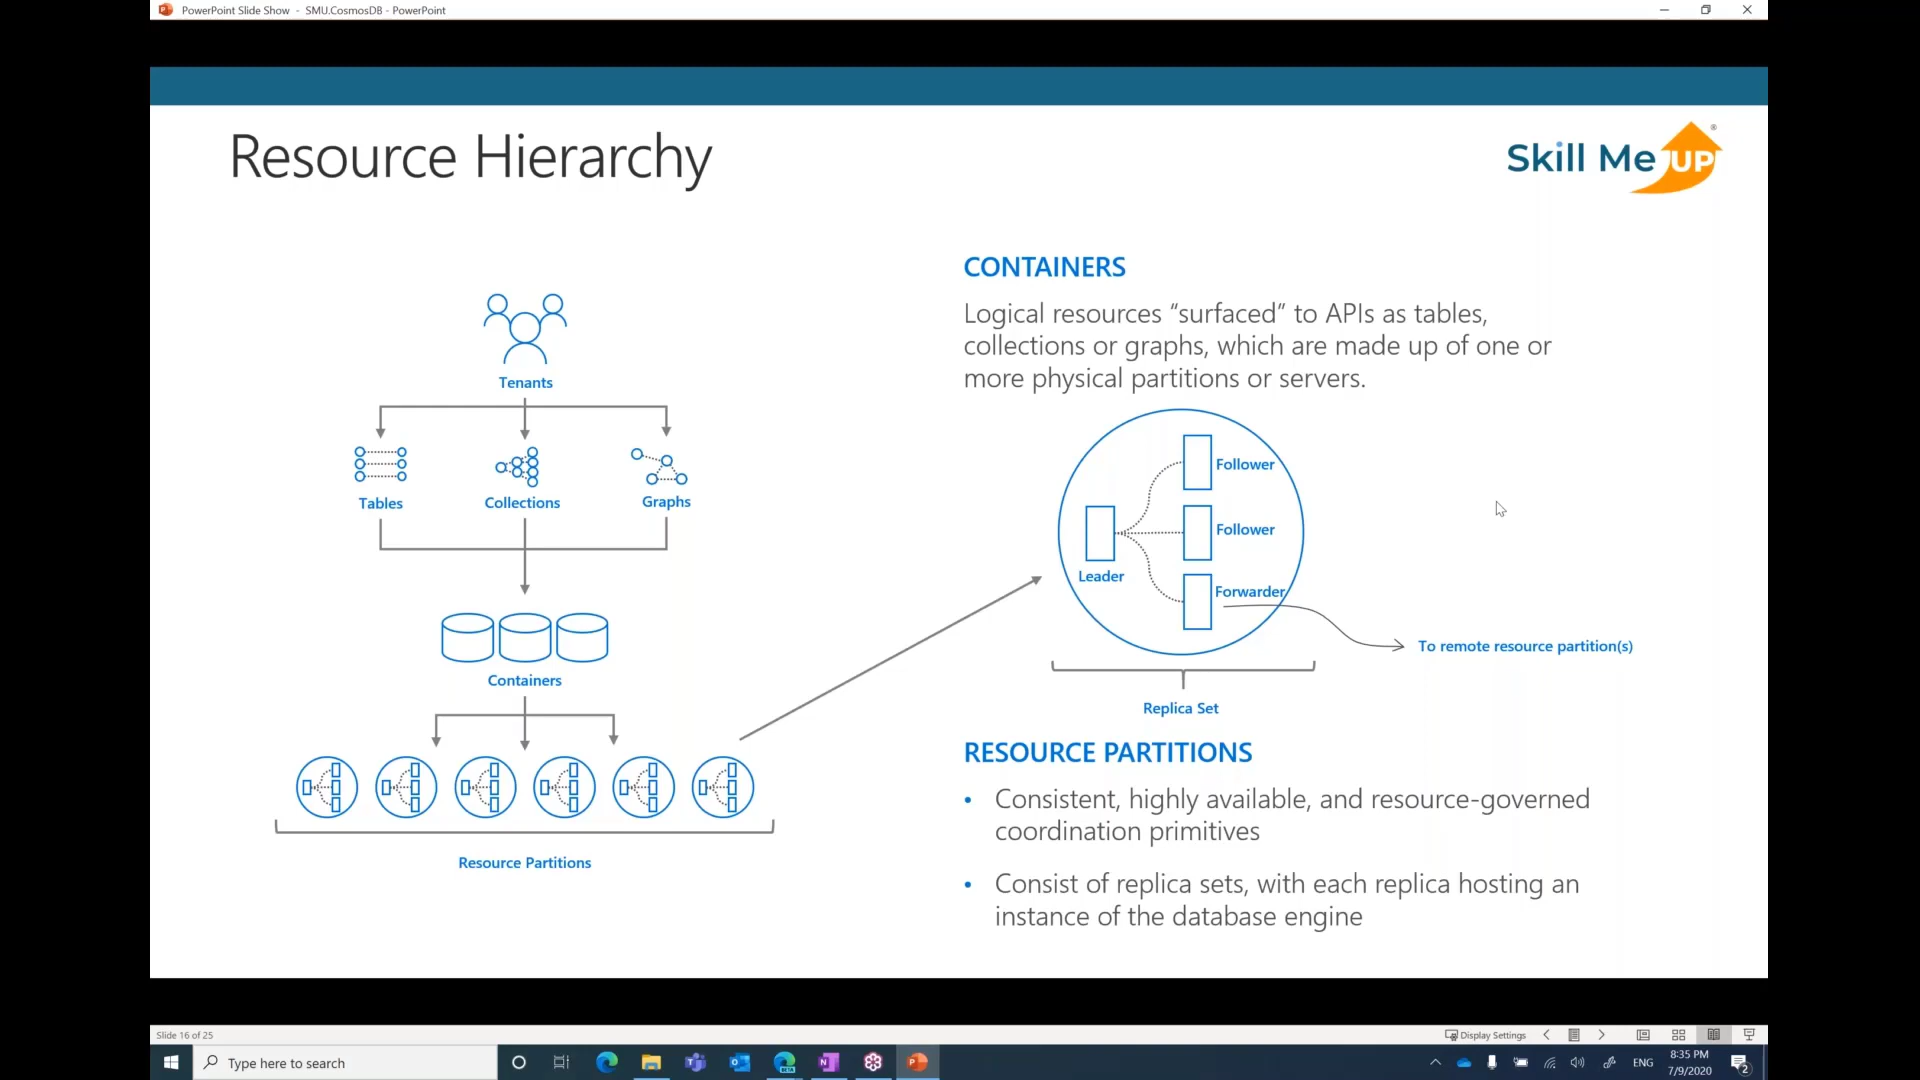 PowerPoint Slide Show - SMU.CosmosDB - PowerPoint
Resource Hierarchy
Skill Me UP®
CONTAINERS
Logical resources “surfaced” to APIs as tables,
collections or graphs, which are made up of one or
more physical partitions or servers.
Tenants
Tables
Collections
Graphs
Containers
Resource Partitions
Follower
Follower
Leader
Forwarder
To remote resource partition(s)
Replica Set
RESOURCE PARTITIONS
• Consistent, highly available, and resource-governed
coordination primitives
• Consist of replica sets, with each replica hosting an
instance of the database engine
Slide 16 of 25
Display Settings
Type here to search
BETA
ENG
8:35 PM
7/9/2020
2